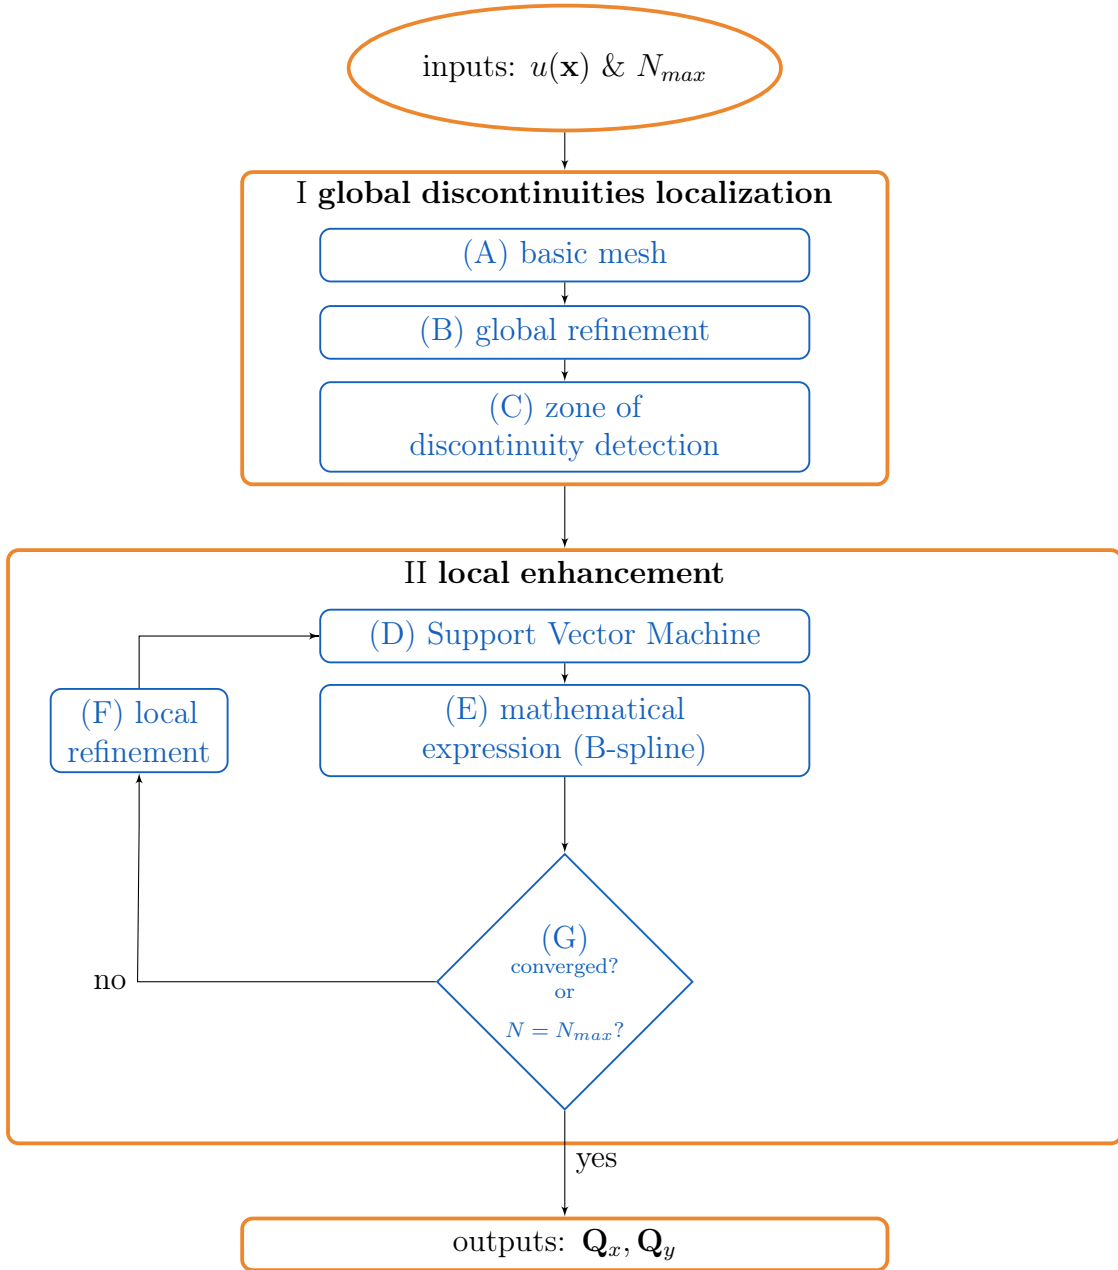 inputs: u(x) & N_max
I global discontinuities localization
(A) basic mesh
(B) global refinement
(C) zone of
discontinuity detection
II local enhancement
(D) Support Vector Machine
(E) mathematical
expression (B-spline)
(F) local
refinement
(G)
converged?
or
N = N_max?
no
yes
outputs: Q_x, Q_y